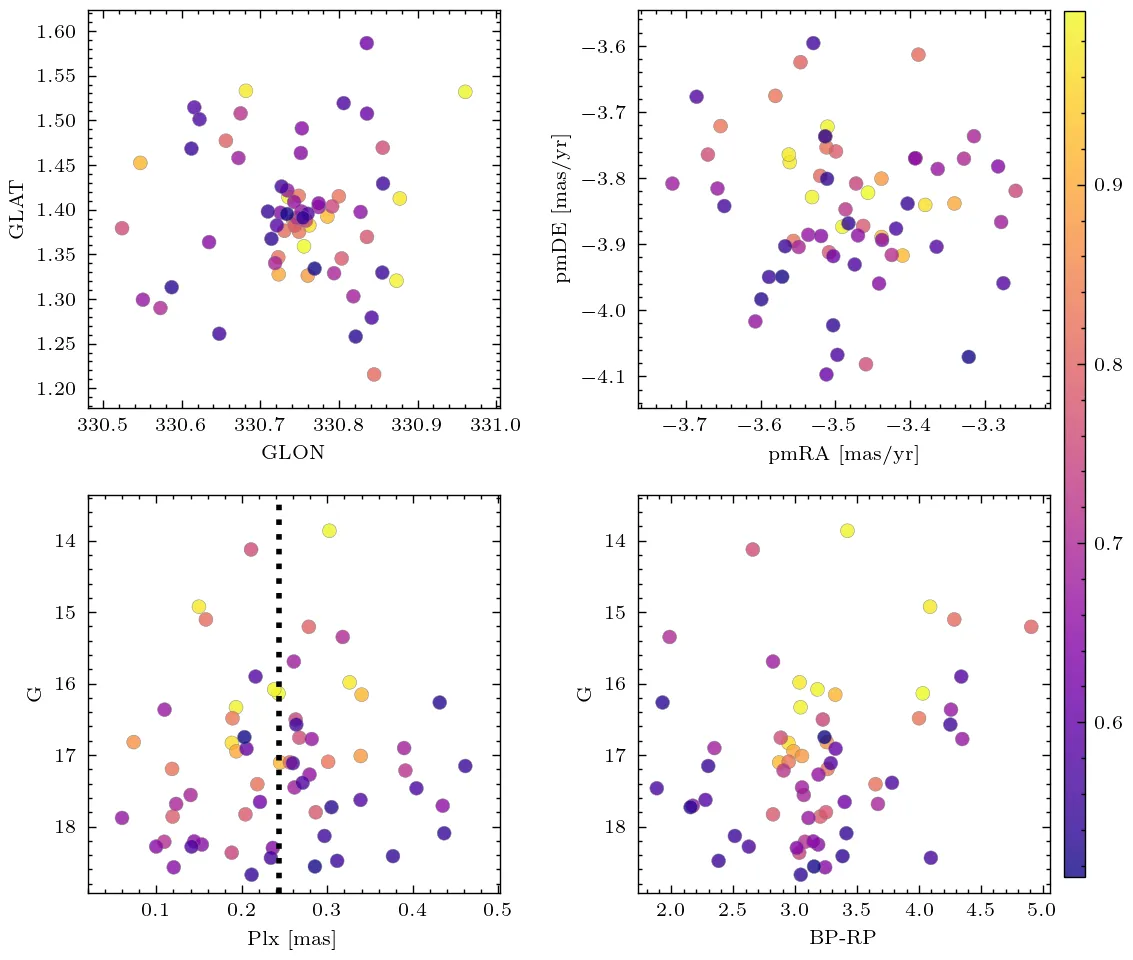 1.60
1.55
1.50
1.45
1.40
1.35
1.30
1.25
1.20
GLAT
330.5 330.6 330.7 330.8 330.9 331.0
GLON
−3.6
−3.7
−3.8
−3.9
−4.0
−4.1
pmDE [mas/yr]
−3.7 −3.6 −3.5 −3.4 −3.3
pmRA [mas/yr]
0.9
0.8
0.7
0.6
14
15
16
17
18
G
0.1 0.2 0.3 0.4 0.5
Plx [mas]
14
15
16
17
18
G
2.0 2.5 3.0 3.5 4.0 4.5 5.0
BP-RP